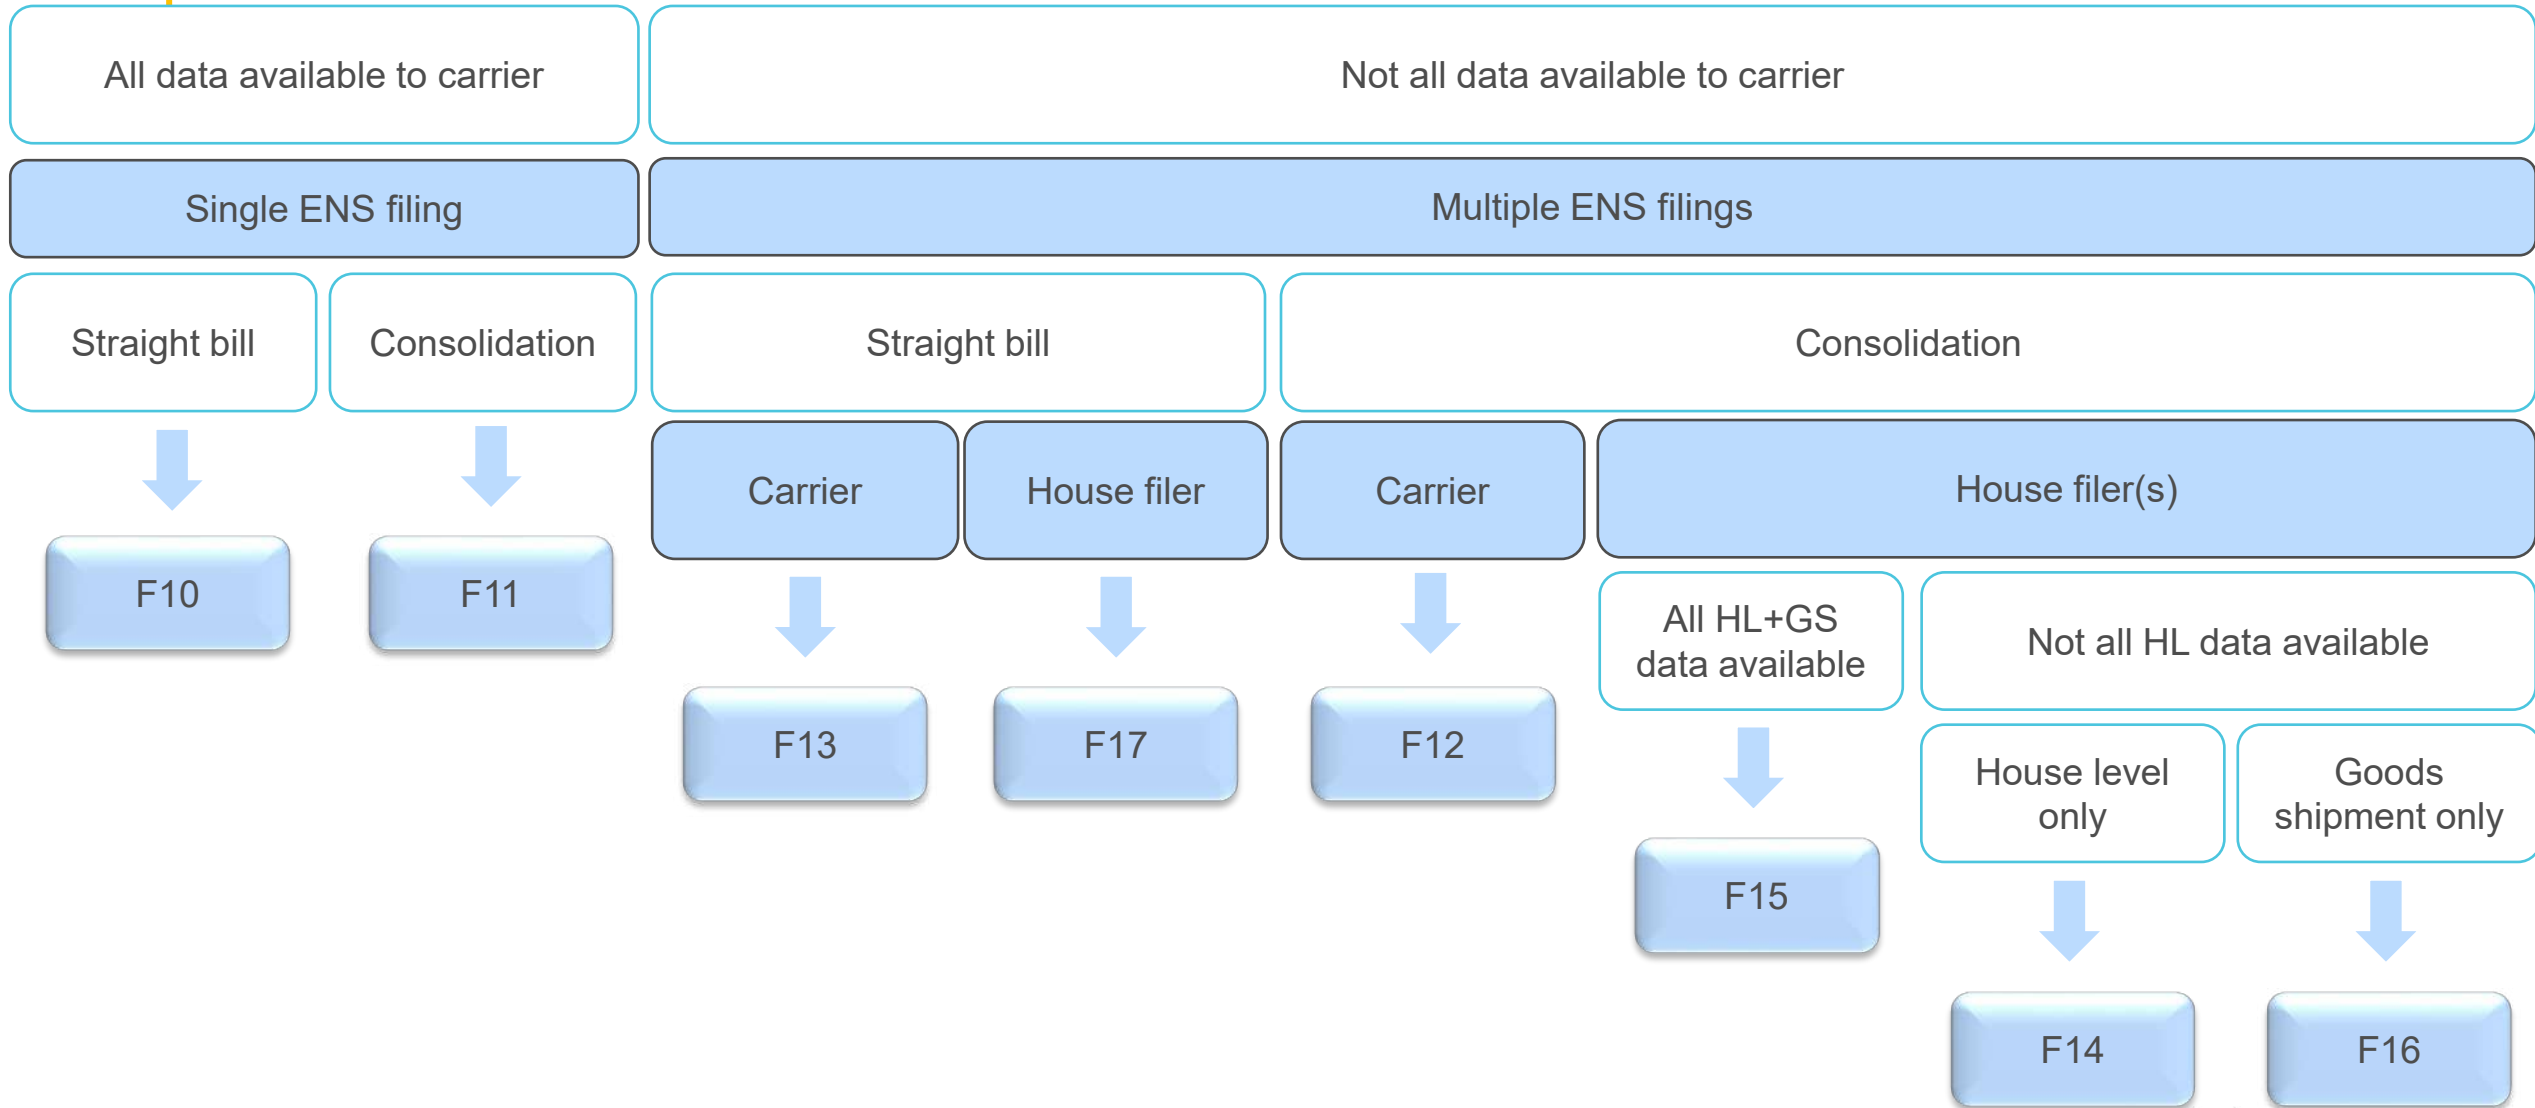 All data available to carrier
Not all data available to carrier
Single ENS filing
Multiple ENS filings
Straight bill
Consolidation
Straight bill
Consolidation
Carrier
House filer
Carrier
House filer(s)
F10
F11
All HL+GS
data available
Not all HL data available
F13
F17
F12
House level
only
Goods
shipment only
F15
F14
F16